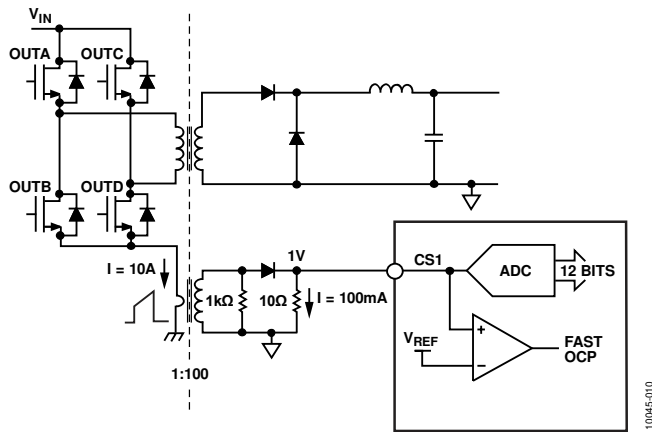 VIN
OUTA
OUTC
OUTB
OUTD
I = 10A
1V
1kΩ
10Ω
I = 100mA
CS1
ADC
12 BITS
VREF
+
–
FAST
OCP
1:100
10045-010